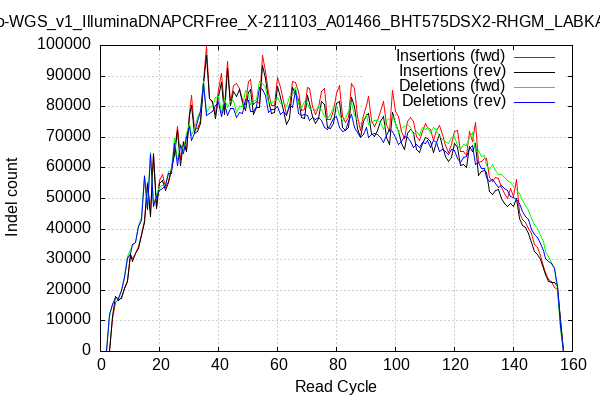 o-WGS_v1_IlluminaDNAPCRFree_X-211103_A01466_BHT575DSX2-RHGM_LABKA
Insertions (fwd)
Insertions (rev)
Deletions (fwd)
Deletions (rev)
100000
90000
80000
70000
60000
50000
40000
30000
20000
10000
0
Indel count
0 20 40 60 80 100 120 140 160
Read Cycle